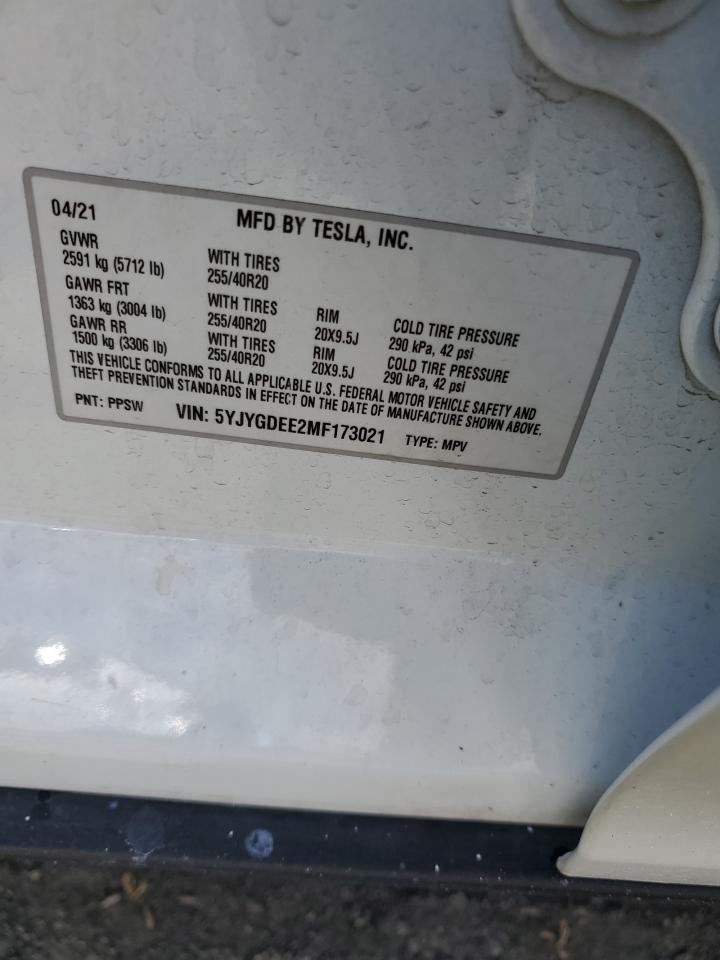 04/21 MFD BY TESLA, INC.
GVWR
2591 kg (5712 lb) WITH TIRES 255/40R20
GAWR FRT
1363 kg (3004 lb) WITH TIRES 255/40R20 RIM 20X9.5J COLD TIRE PRESSURE 290 kPa, 42 psi
GAWR RR
1500 kg (3306 lb) WITH TIRES 255/40R20 RIM 20X9.5J COLD TIRE PRESSURE 290 kPa, 42 psi
THIS VEHICLE CONFORMS TO ALL APPLICABLE U.S. FEDERAL MOTOR VEHICLE SAFETY AND
THEFT PREVENTION STANDARDS IN EFFECT ON THE DATE OF MANUFACTURE SHOWN ABOVE.
PNT: PPSW VIN: 5YJYGDEE2MF173021 TYPE: MPV